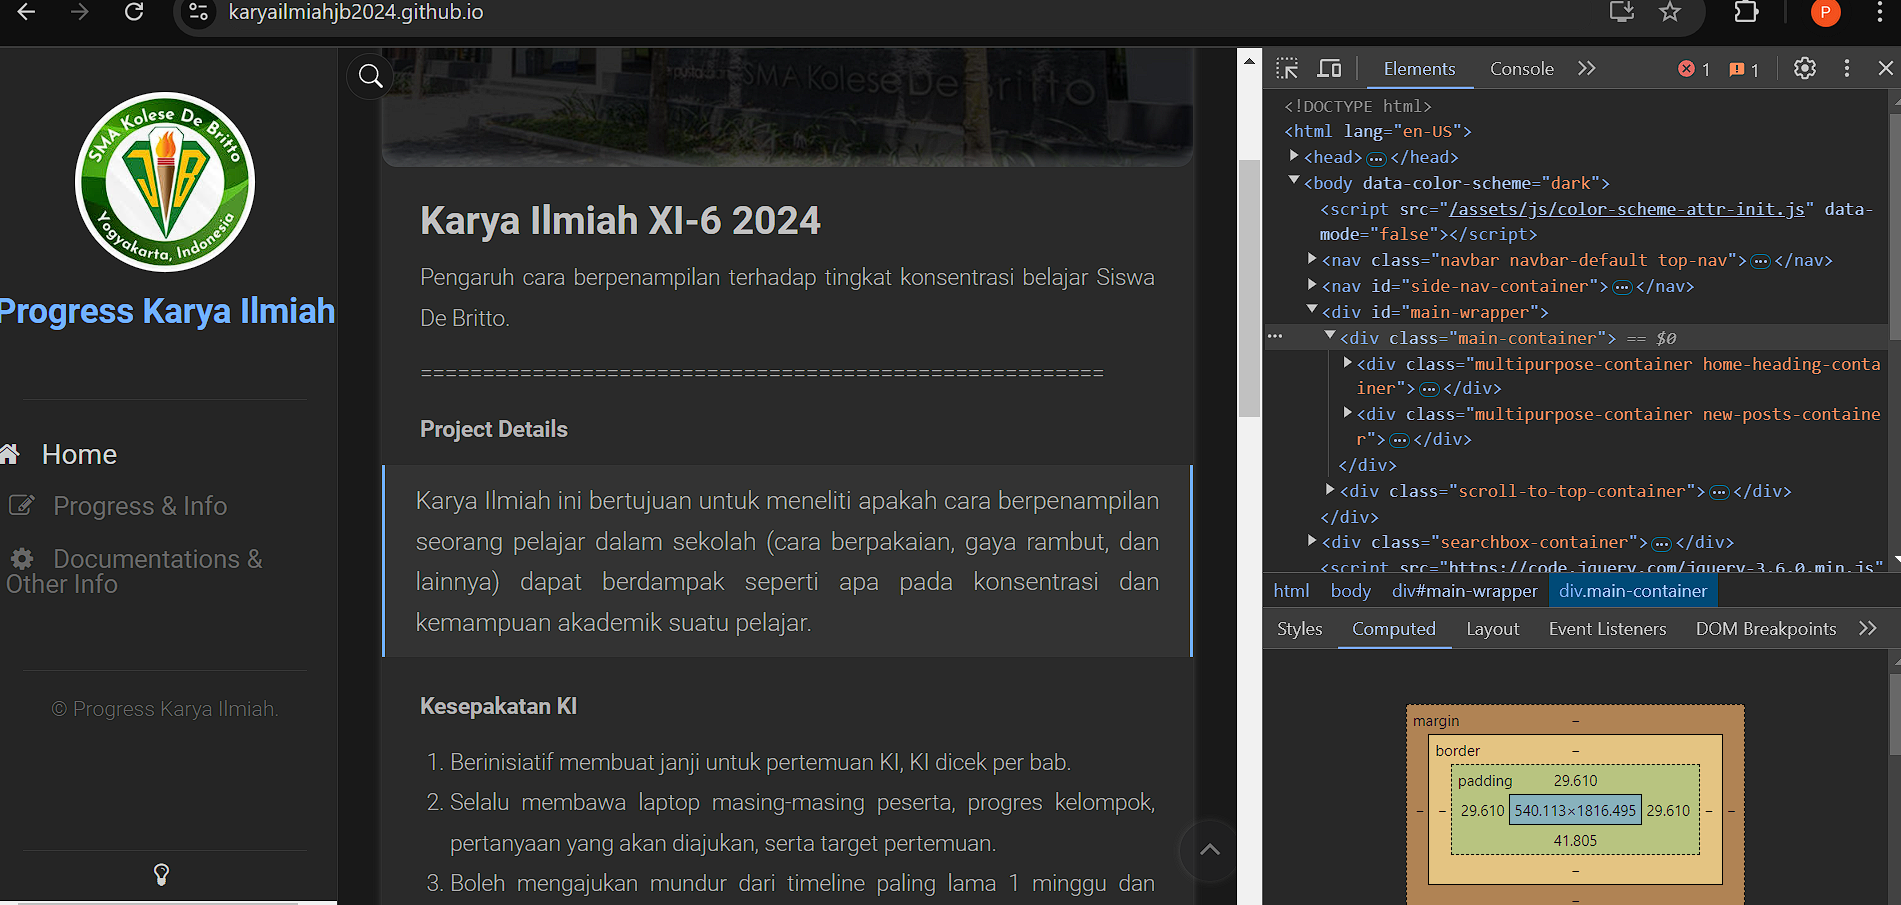 karyailmiahjb2024.github.io
P
SMA Kolese De Britto
JB
Yogyakarta, Indonesia
Progress Karya Ilmiah
Home
Progress & Info
Documentations &
Other Info
© Progress Karya Ilmiah.
SMA Kolese De Britto
Karya Ilmiah XI-6 2024
Pengaruh cara berpenampilan terhadap tingkat konsentrasi belajar Siswa
De Britto.
=======================================================
Project Details
Karya Ilmiah ini bertujuan untuk meneliti apakah cara berpenampilan
seorang pelajar dalam sekolah (cara berpakaian, gaya rambut, dan
lainnya) dapat berdampak seperti apa pada konsentrasi dan
kemampuan akademik suatu pelajar.
Kesepakatan KI
1. Berinisiatif membuat janji untuk pertemuan KI, KI dicek per bab.
2. Selalu membawa laptop masing-masing peserta, progres kelompok,
pertanyaan yang akan diajukan, serta target pertemuan.
3. Boleh mengajukan mundur dari timeline paling lama 1 minggu dan
Elements Console 1 1
<!DOCTYPE html>
<html lang="en-US">
<head> … </head>
<body data-color-scheme="dark">
<script src="/assets/js/color-scheme-attr-init.js" data-
mode="false"></script>
<nav class="navbar navbar-default top-nav"> … </nav>
<nav id="side-nav-container"> … </nav>
<div id="main-wrapper">
… <div class="main-container"> == $0
<div class="multipurpose-container home-heading-conta
iner"> … </div>
<div class="multipurpose-container new-posts-containe
r"> … </div>
</div>
<div class="scroll-to-top-container"> … </div>
</div>
<div class="searchbox-container"> … </div>
<script src="https://code.jquery.com/jquery-3.6.0.min.js"
html body div#main-wrapper div.main-container
Styles Computed Layout Event Listeners DOM Breakpoints
margin –
border –
padding 29.610
– – 29.610 540.113×1816.495 29.610 – –
41.805
–
–